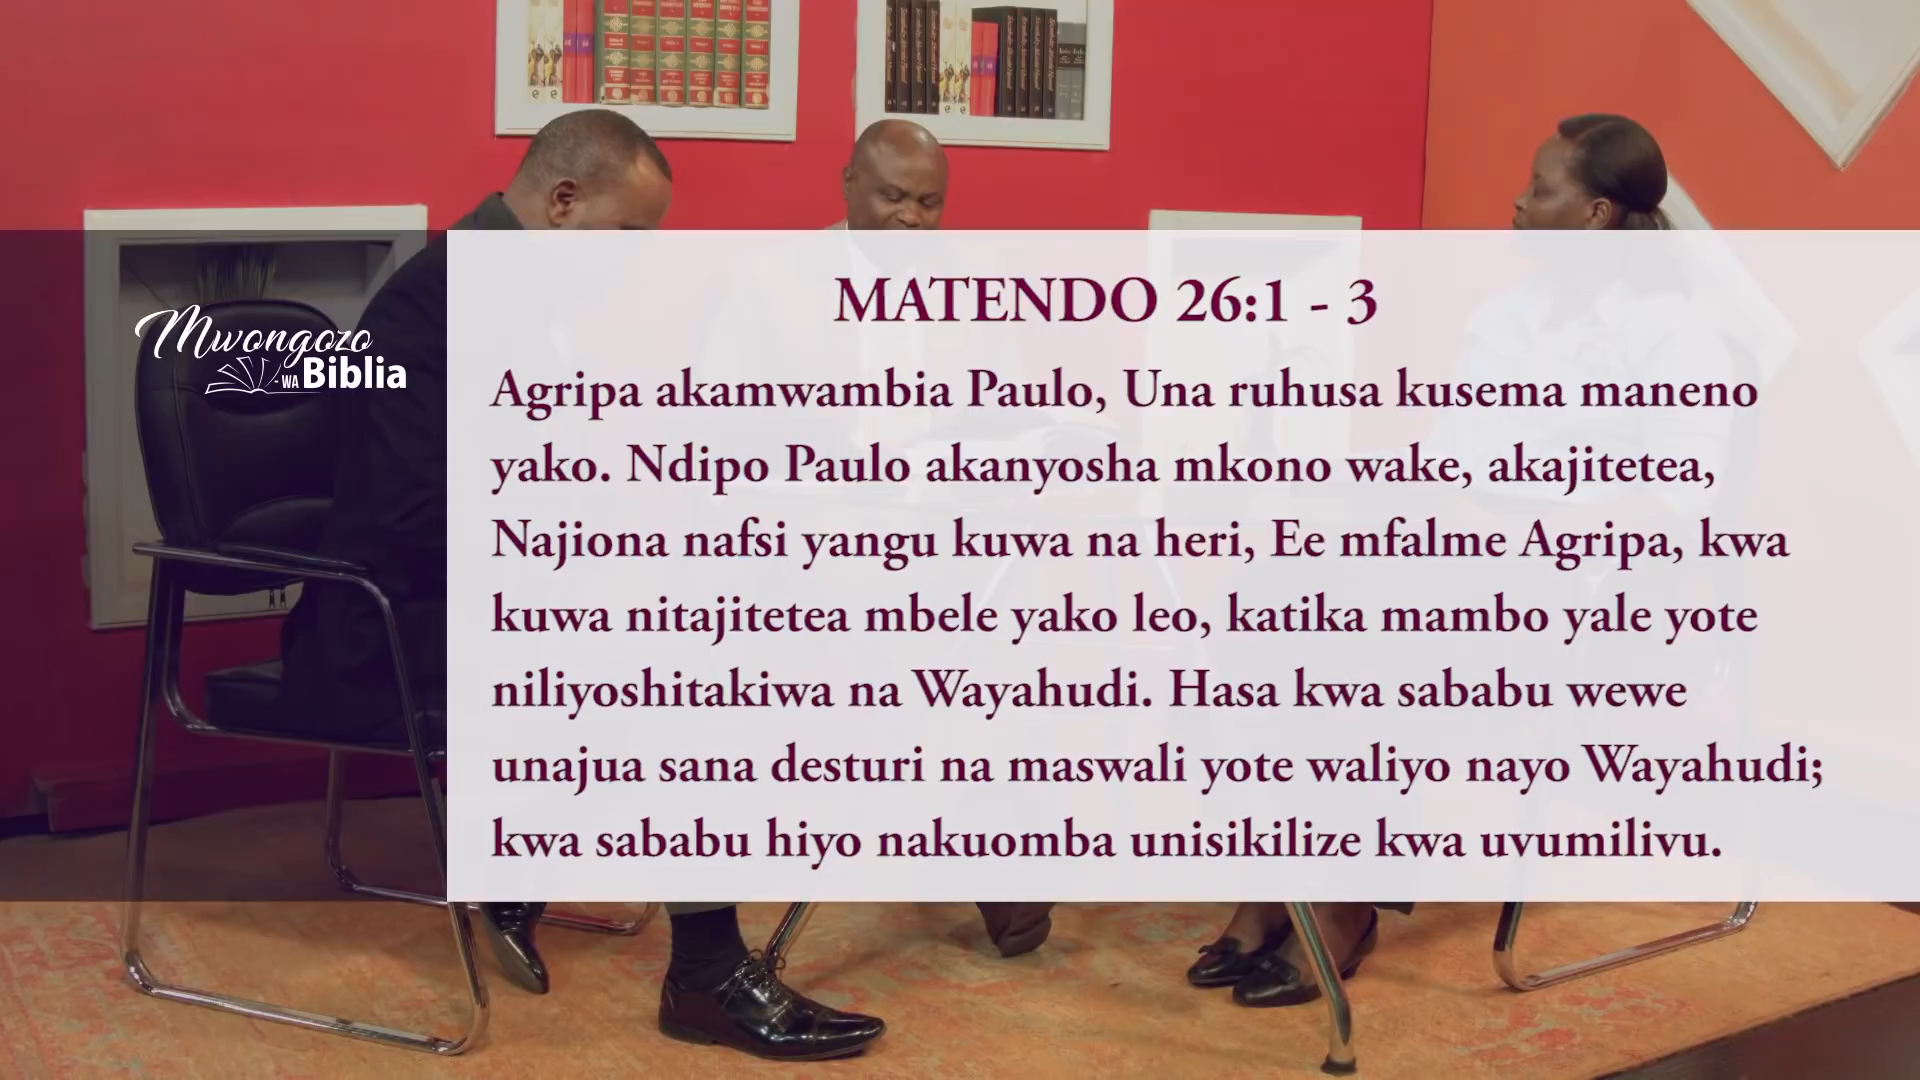 Mwongozo
- WA Biblia
MATENDO 26:1 - 3
Agripa akamwambia Paulo, Una ruhusa kusema maneno
yako. Ndipo Paulo akanyosha mkono wake, akajitetea,
Najiona nafsi yangu kuwa na heri, Ee mfalme Agripa, kwa
kuwa nitajitetea mbele yako leo, katika mambo yale yote
niliyoshitakiwa na Wayahudi. Hasa kwa sababu wewe
unajua sana desturi na maswali yote waliyo nayo Wayahudi;
kwa sababu hiyo nakuomba unisikilize kwa uvumilivu.